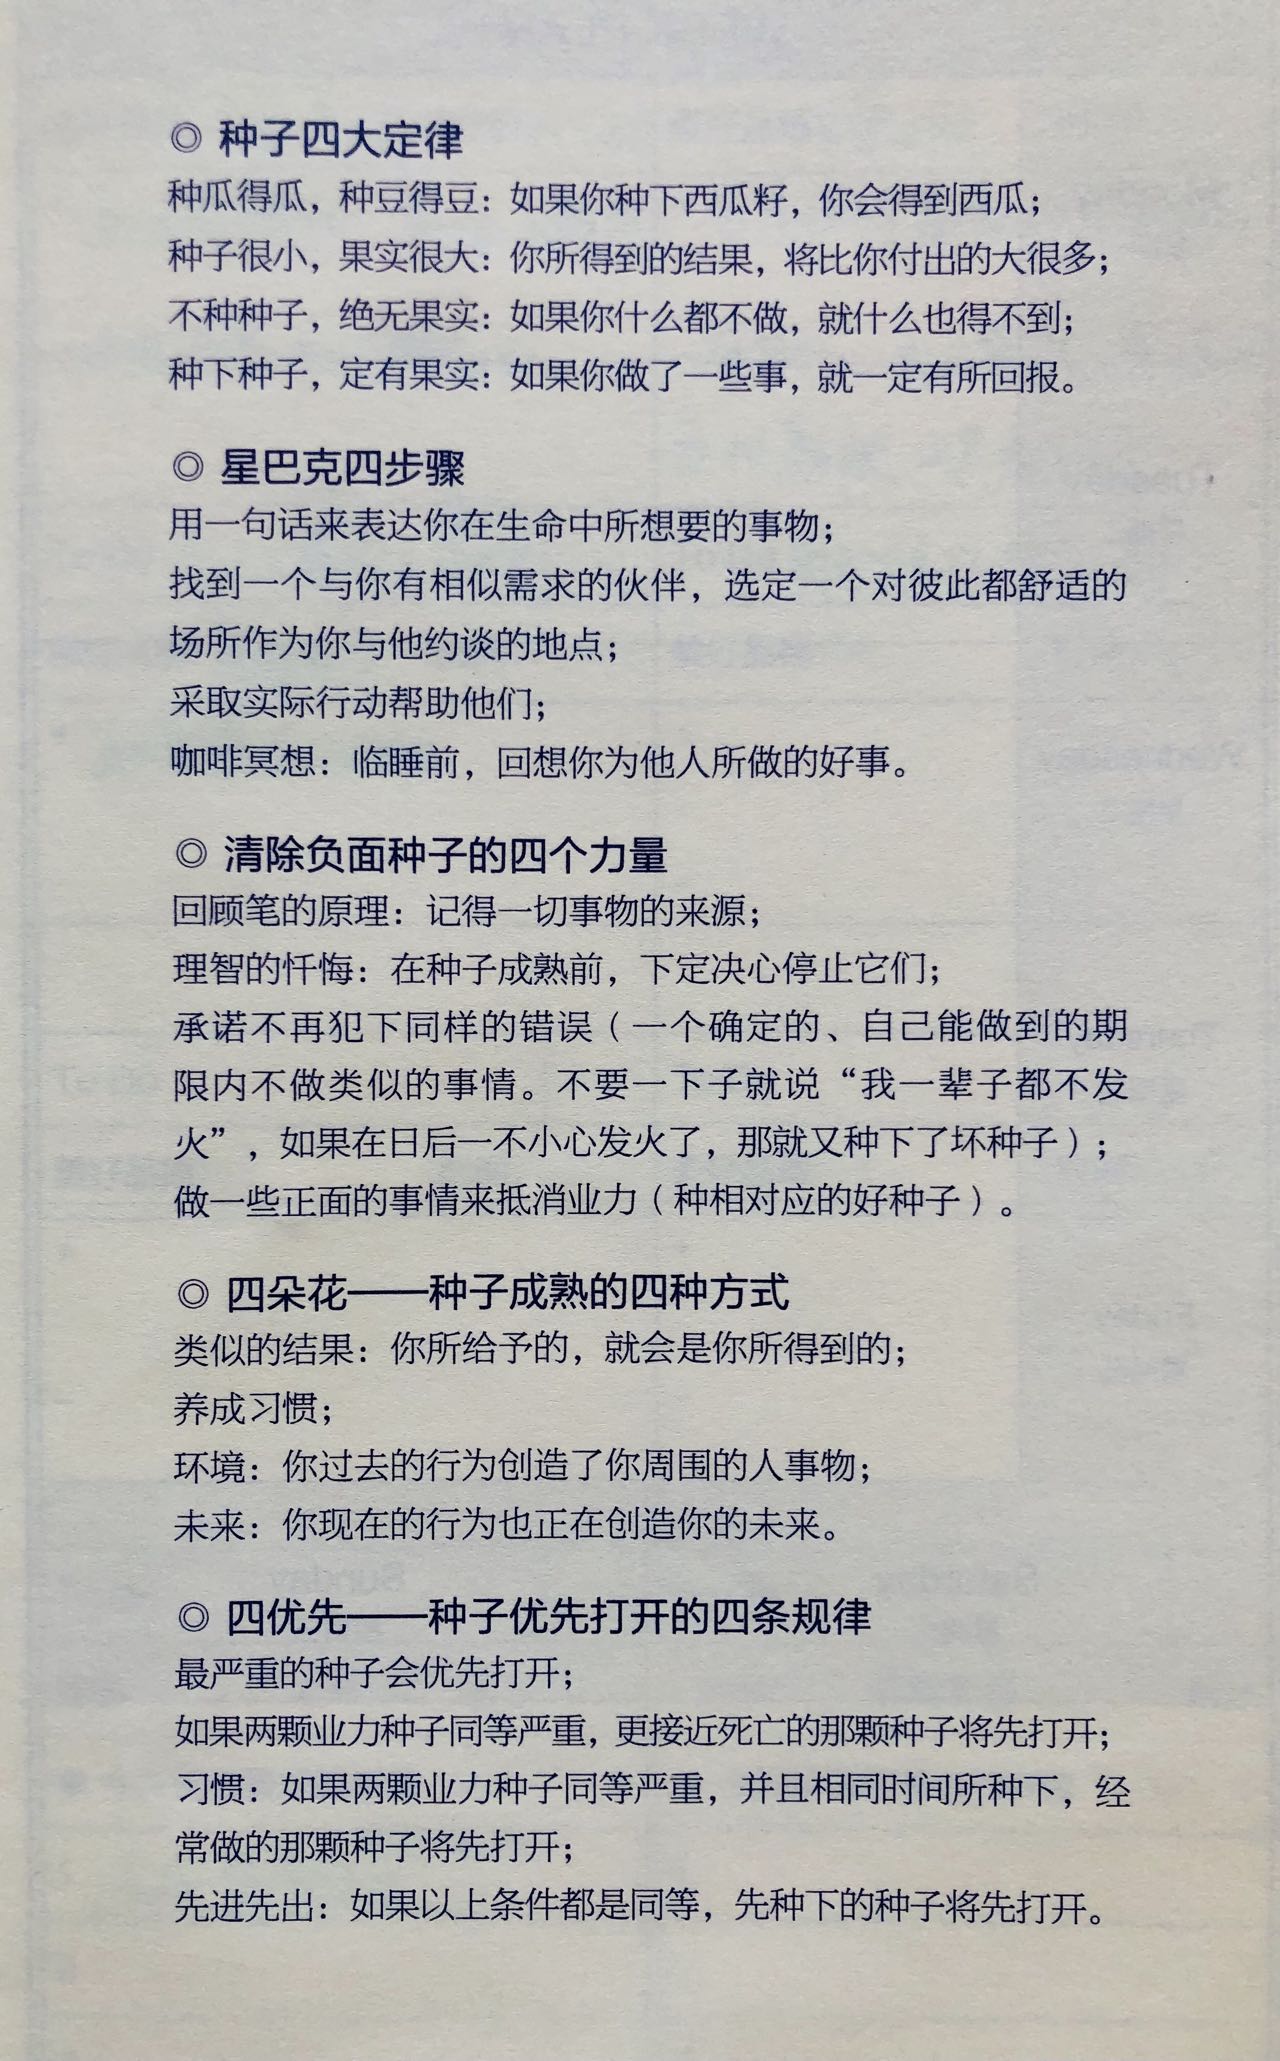 ◎ 种子四大定律
种瓜得瓜，种豆得豆：如果你种下西瓜籽，你会得到西瓜；
种子很小，果实很大：你所得到的结果，将比你付出的大很多；
不种种子，绝无果实：如果你什么都不做，就什么也得不到；
种下种子，定有果实：如果你做了一些事，就一定有所回报。
◎ 星巴克四步骤
用一句话来表达你在生命中所想要的事物；
找到一个与你有相似需求的伙伴，选定一个对彼此都舒适的
场所作为你与他约谈的地点；
采取实际行动帮助他们；
咖啡冥想：临睡前，回想你为他人所做的好事。
◎ 清除负面种子的四个力量
回顾笔的原理：记得一切事物的来源；
理智的忏悔：在种子成熟前，下定决心停止它们；
承诺不再犯下同样的错误（一个确定的、自己能做到的期
限内不做类似的事情。不要一下子就说“我一辈子都不发
火”，如果在日后一不小心发火了，那就又种下了坏种子）；
做一些正面的事情来抵消业力（种相对应的好种子）。
◎ 四朵花——种子成熟的四种方式
类似的结果：你所给予的，就会是你所得到的；
养成习惯；
环境：你过去的行为创造了你周围的人事物；
未来：你现在的行为也正在创造你的未来。
◎ 四优先——种子优先打开的四条规律
最严重的种子会优先打开；
如果两颗业力种子同等严重，更接近死亡的那颗种子将先打开；
习惯：如果两颗业力种子同等严重，并且相同时间所种下，经
常做的那颗种子将先打开；
先进先出：如果以上条件都是同等，先种下的种子将先打开。